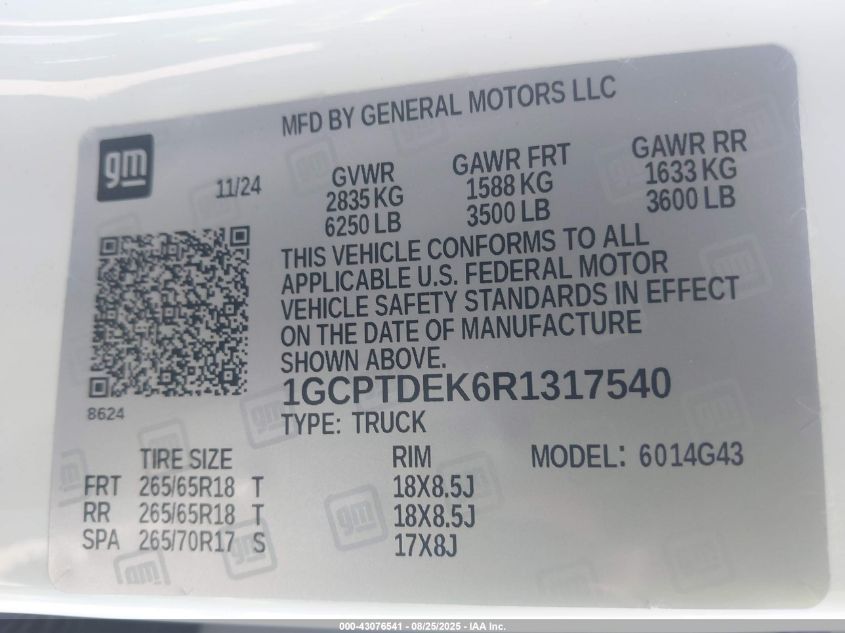 MFD BY GENERAL MOTORS LLC
gm
11/24
GVWR GAWR FRT GAWR RR
2835 KG 1588 KG 1633 KG
6250 LB 3500 LB 3600 LB
THIS VEHICLE CONFORMS TO ALL
APPLICABLE U.S. FEDERAL MOTOR
VEHICLE SAFETY STANDARDS IN EFFECT
ON THE DATE OF MANUFACTURE
SHOWN ABOVE.
8624
1GCPTDEK6R1317540
TYPE: TRUCK
TIRE SIZE RIM MODEL: 6014G43
FRT 265/65R18 T 18X8.5J
RR 265/65R18 T 18X8.5J
SPA 265/70R17 S 17X8J
000-43076541 - 08/25/2025 - IAA Inc.